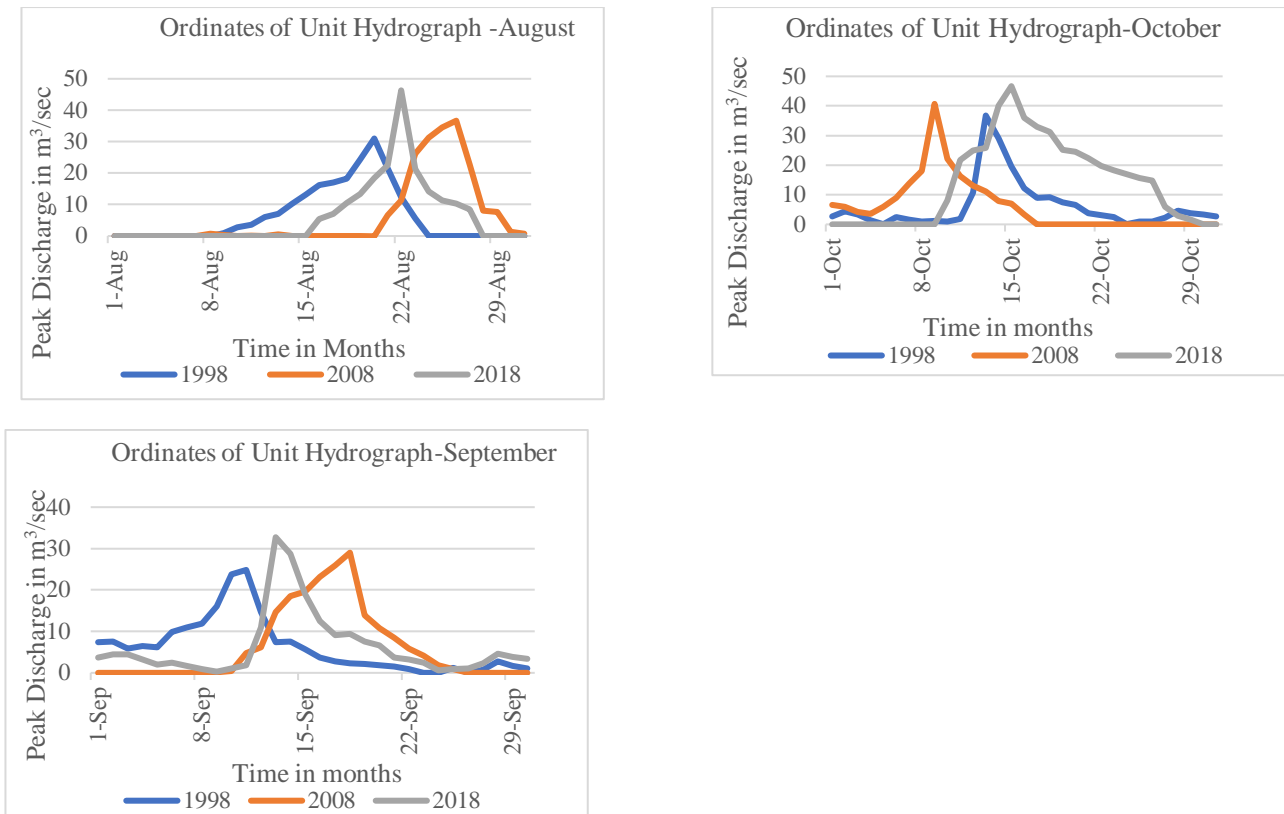 Ordinates of Unit Hydrograph -August
Peak Discharge in m³/sec
50
40
30
20
10
0
1-Aug
8-Aug
15-Aug
22-Aug
29-Aug
Time in Months
1998 2008 2018
Ordinates of Unit Hydrograph-October
Peak Discharge in m³/sec
50
40
30
20
10
0
1-Oct
8-Oct
15-Oct
22-Oct
29-Oct
Time in months
1998 2008 2018
Ordinates of Unit Hydrograph-September
Peak Discharge in m³/sec
40
30
20
10
0
1-Sep
8-Sep
15-Sep
22-Sep
29-Sep
Time in months
1998 2008 2018